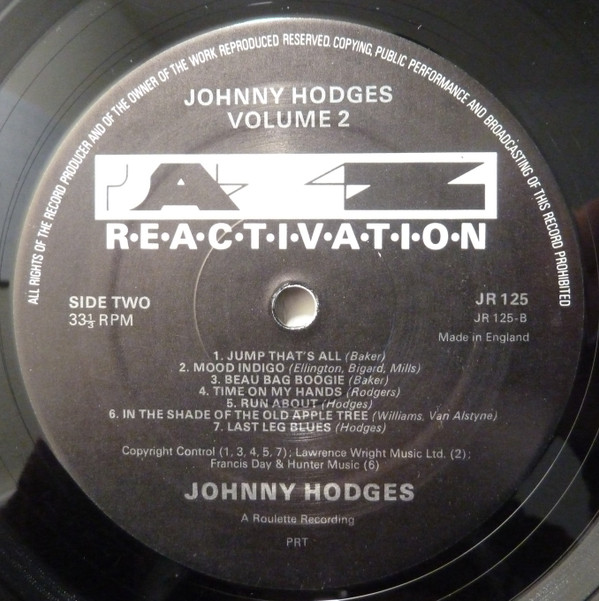 ALL RIGHTS OF THE RECORD PRODUCER AND OF THE OWNER OF THE WORK REPRODUCED RESERVED. COPYING, PUBLIC PERFORMANCE AND BROADCASTING OF THIS RECORD PROHIBITED
JOHNNY HODGES
VOLUME 2
JAZZ
R•E•A•C•T•I•V•A•T•I•O•N
SIDE TWO
33⅓ RPM
JR 125
JR 125-B
Made in England
1. JUMP THAT'S ALL (Baker)
2. MOOD INDIGO (Ellington, Bigard, Mills)
3. BEAU BAG BOOGIE (Baker)
4. TIME ON MY HANDS (Rodgers)
5. RUN ABOUT (Hodges)
6. IN THE SHADE OF THE OLD APPLE TREE (Williams, Van Alstyne)
7. LAST LEG BLUES (Hodges)
Copyright Control (1, 3, 4, 5, 7); Lawrence Wright Music Ltd. (2);
Francis Day & Hunter Music (6)
JOHNNY HODGES
A Roulette Recording
PRT